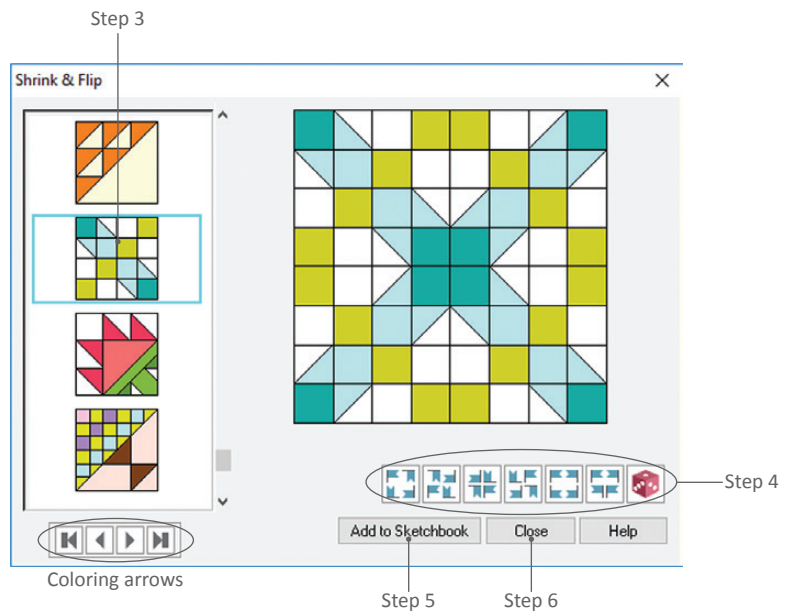 Step 3
Shrink & Flip
Step 4
Add to Sketchbook Close Help
Coloring arrows
Step 5 Step 6